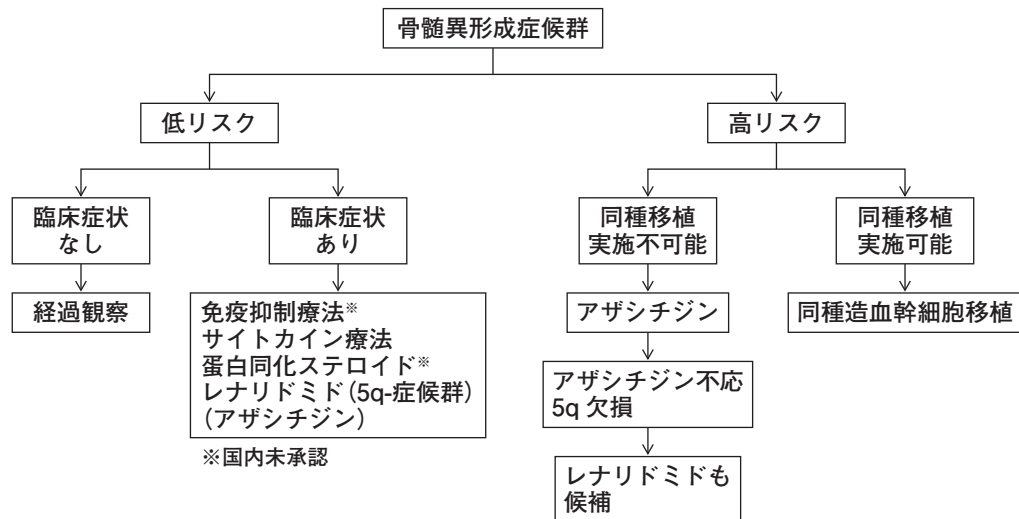 骨髄異形成症候群
低リスク
高リスク
臨床症状
なし
臨床症状
あり
同種移植
実施不可能
同種移植
実施可能
経過観察
免疫抑制療法※
サイトカイン療法
蛋白同化ステロイド※
レナリドミド(5q-症候群)
(アザシチジン)
※国内未承認
アザシチジン
同種造血幹細胞移植
アザシチジン不応
5q 欠損
レナリドミドも
候補